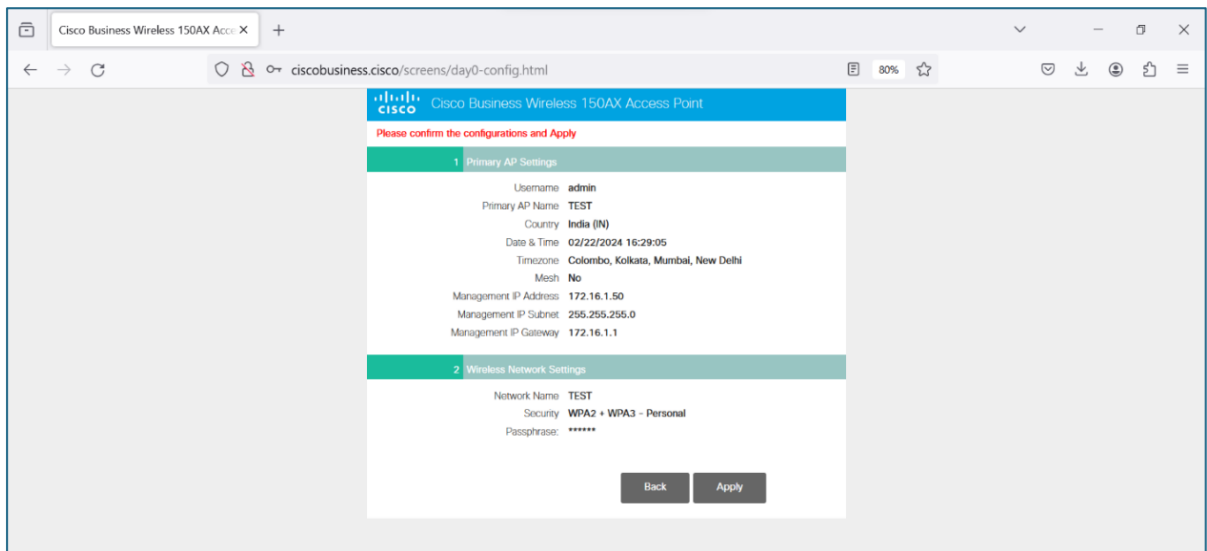 Cisco Business Wireless 150AX Acce
ciscobusiness.cisco/screens/day0-config.html
80%
CISCO Cisco Business Wireless 150AX Access Point
Please confirm the configurations and Apply
1 Primary AP Settings
Username admin
Primary AP Name TEST
Country India (IN)
Date & Time 02/22/2024 16:29:05
Timezone Colombo, Kolkata, Mumbai, New Delhi
Mesh No
Management IP Address 172.16.1.50
Management IP Subnet 255.255.255.0
Management IP Gateway 172.16.1.1
2 Wireless Network Settings
Network Name TEST
Security WPA2 + WPA3 - Personal
Passphrase: ******
Back Apply